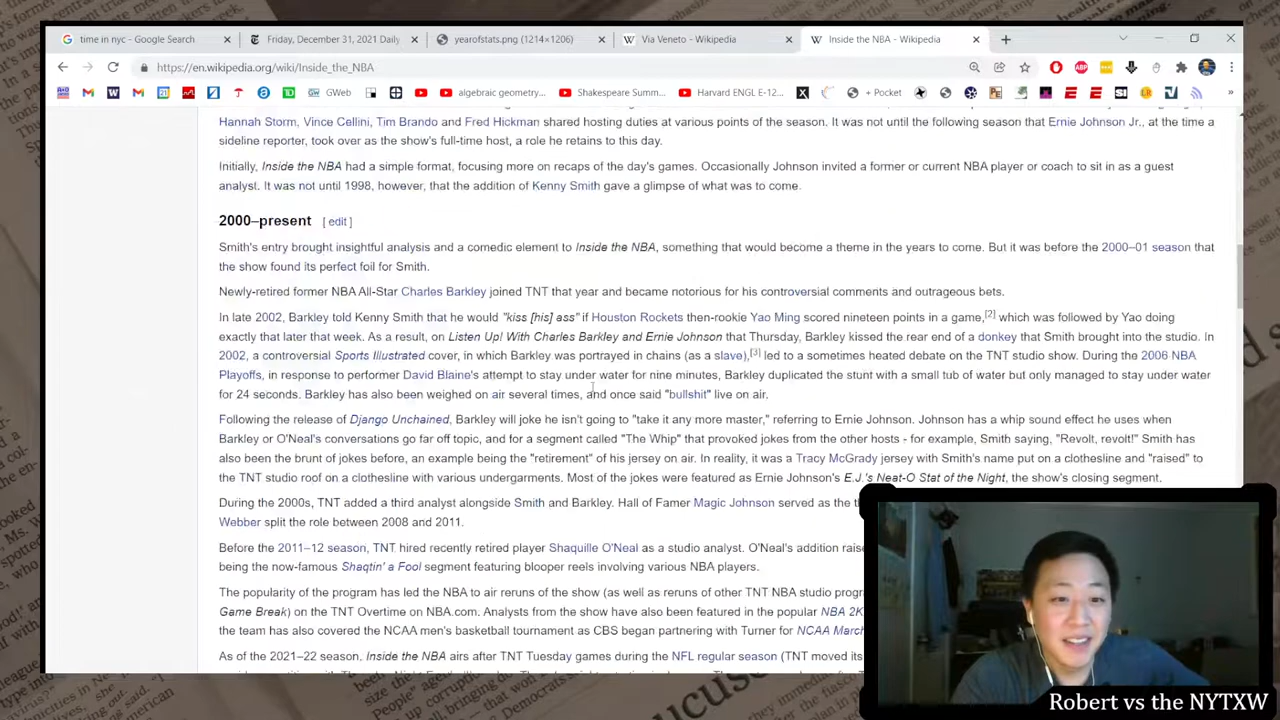 time in nyc - Google Search
Friday, December 31, 2021 Daily
yearofstats.png (1214×1206)
Via Veneto - Wikipedia
Inside the NBA - Wikipedia
https://en.wikipedia.org/wiki/Inside_the_NBA
GWeb
algebraic geometry...
Shakespeare Summ...
Harvard ENGL E-12...
+ Pocket
Hannah Storm, Vince Cellini, Tim Brando and Fred Hickman shared hosting duties at various points of the season. It was not until the following season that Ernie Johnson Jr., at the time a
sideline reporter, took over as the show's full-time host, a role he retains to this day.
Initially, Inside the NBA had a simple format, focusing more on recaps of the day's games. Occasionally Johnson invited a former or current NBA player or coach to sit in as a guest
analyst. It was not until 1998, however, that the addition of Kenny Smith gave a glimpse of what was to come.
2000–present [ edit ]
Smith's entry brought insightful analysis and a comedic element to Inside the NBA, something that would become a theme in the years to come. But it was before the 2000–01 season that
the show found its perfect foil for Smith.
Newly-retired former NBA All-Star Charles Barkley joined TNT that year and became notorious for his controversial comments and outrageous bets.
In late 2002, Barkley told Kenny Smith that he would "kiss [his] ass" if Houston Rockets then-rookie Yao Ming scored nineteen points in a game,[2] which was followed by Yao doing
exactly that later that week. As a result, on Listen Up! With Charles Barkley and Ernie Johnson that Thursday, Barkley kissed the rear end of a donkey that Smith brought into the studio. In
2002, a controversial Sports Illustrated cover, in which Barkley was portrayed in chains (as a slave),[3] led to a sometimes heated debate on the TNT studio show. During the 2006 NBA
Playoffs, in response to performer David Blaine's attempt to stay under water for nine minutes, Barkley duplicated the stunt with a small tub of water but only managed to stay under water
for 24 seconds. Barkley has also been weighed on air several times, and once said "bullshit" live on air.
Following the release of Django Unchained, Barkley will joke he isn't going to "take it any more master," referring to Ernie Johnson. Johnson has a whip sound effect he uses when
Barkley or O'Neal's conversations go far off topic, and for a segment called "The Whip" that provoked jokes from the other hosts - for example, Smith saying, "Revolt, revolt!" Smith has
also been the brunt of jokes before, an example being the "retirement" of his jersey on air. In reality, it was a Tracy McGrady jersey with Smith's name put on a clothesline and "raised" to
the TNT studio roof on a clothesline with various undergarments. Most of the jokes were featured as Ernie Johnson's E.J.'s Neat-O Stat of the Night, the show's closing segment.
During the 2000s, TNT added a third analyst alongside Smith and Barkley. Hall of Famer Magic Johnson served as the
Webber split the role between 2008 and 2011.
Before the 2011–12 season, TNT hired recently retired player Shaquille O'Neal as a studio analyst. O'Neal's addition
being the now-famous Shaqtin' a Fool segment featuring blooper reels involving various NBA players.
The popularity of the program has led the NBA to air reruns of the show (as well as reruns of other TNT NBA studio
Game Break) on the TNT Overtime on NBA.com. Analysts from the show have also been featured in the popular NBA 2K
the team has also covered the NCAA men's basketball tournament as CBS began partnering with Turner for NCAA
As of the 2021–22 season, Inside the NBA airs after TNT Tuesday games during the NFL regular season (TNT moved its
Robert vs the NYTXW